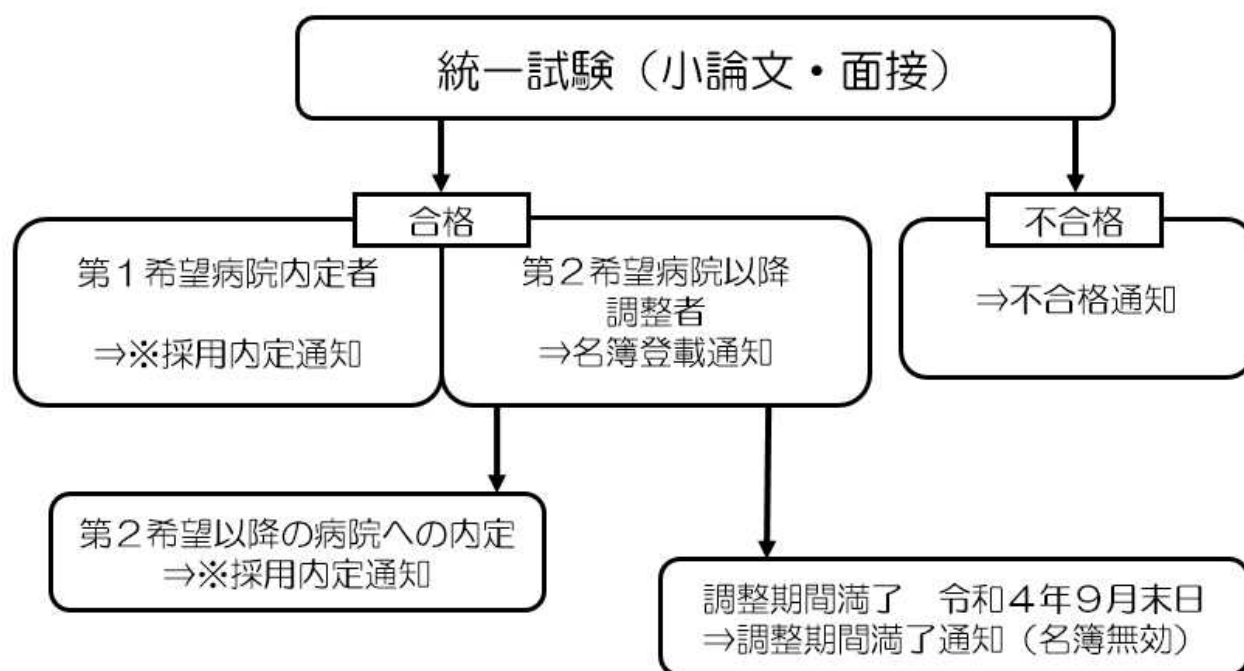 統一試験（小論文・面接）
合格
不合格
第１希望病院内定者
⇒※採用内定通知
第２希望病院以降
調整者
⇒名簿登載通知
⇒不合格通知
第２希望以降の病院への内定
⇒※採用内定通知
調整期間満了　令和４年９月末日
⇒調整期間満了通知（名簿無効）